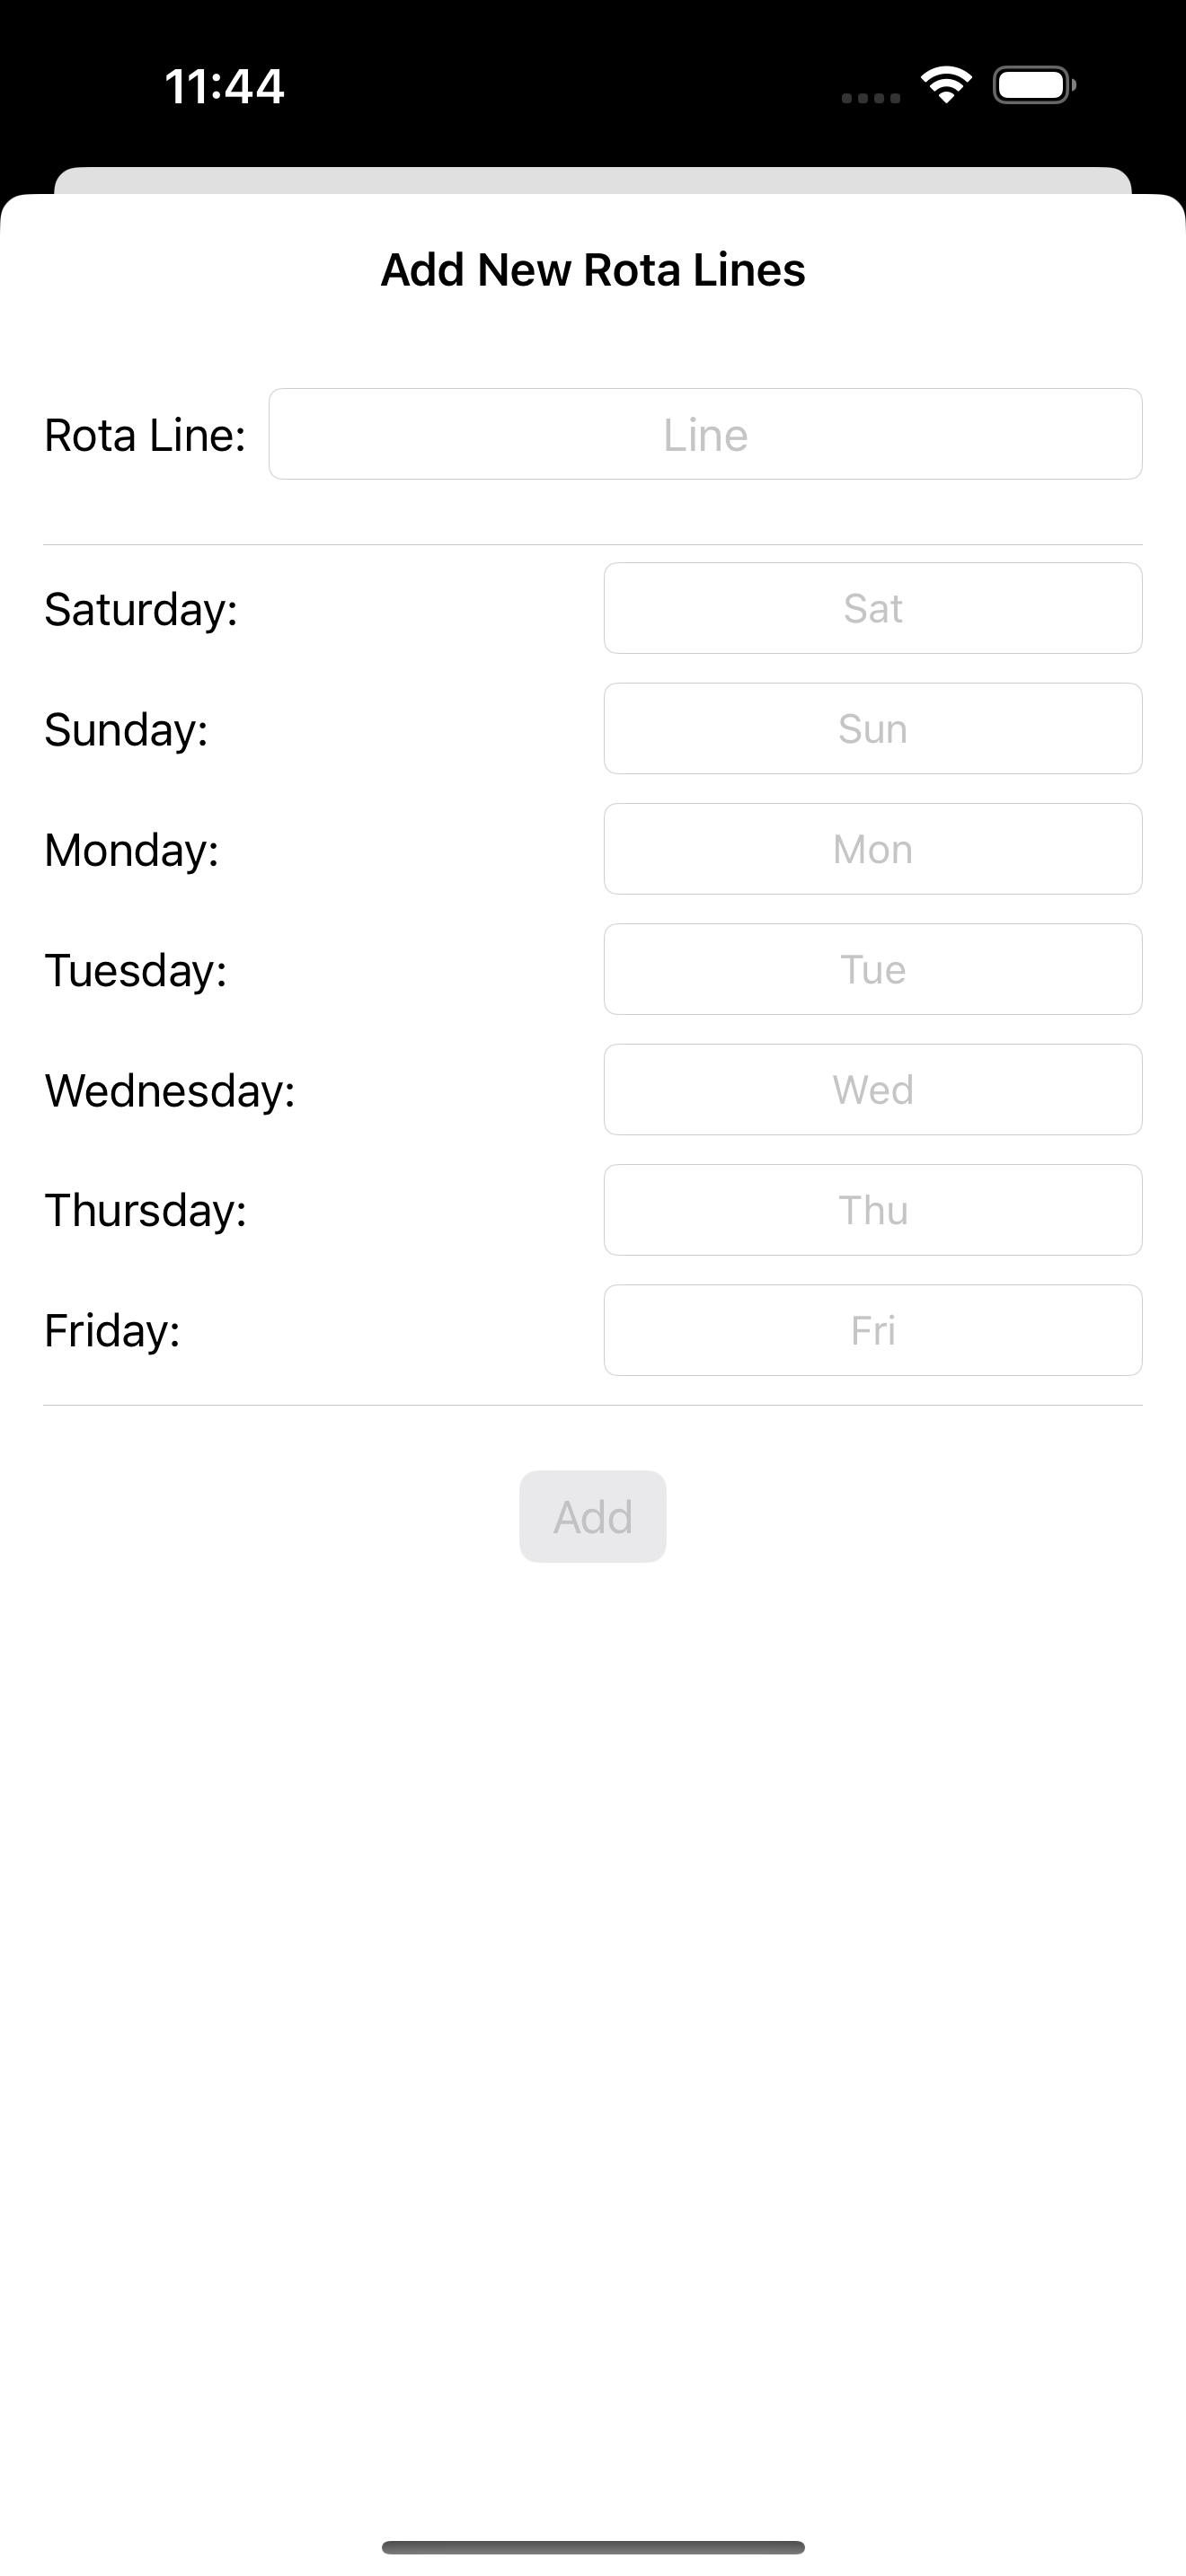 11:44
Add New Rota Lines
Rota Line: Line
Saturday: Sat
Sunday: Sun
Monday: Mon
Tuesday: Tue
Wednesday: Wed
Thursday: Thu
Friday: Fri
Add